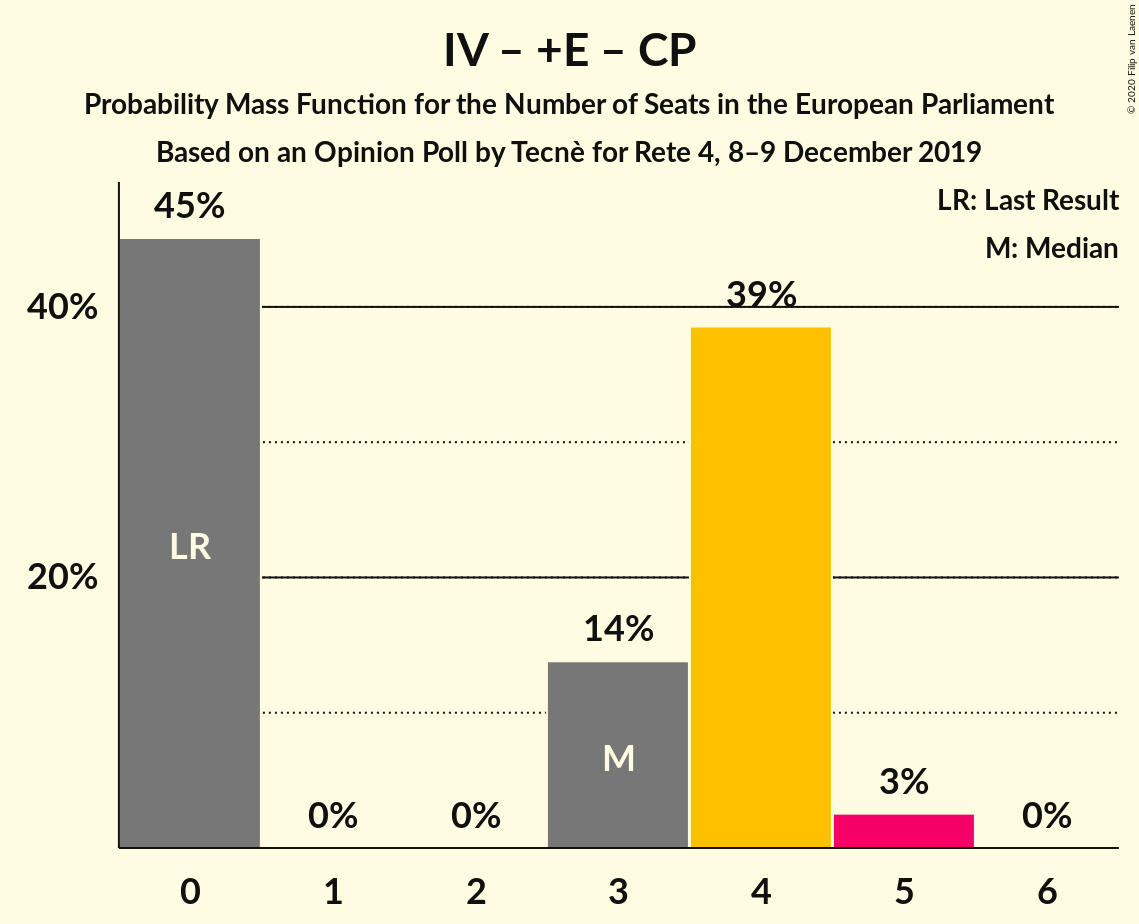 IV – +E – CP
Probability Mass Function for the Number of Seats in the European Parliament
Based on an Opinion Poll by Tecnè for Rete 4, 8–9 December 2019
© 2020 Filip van Laenen
LR: Last Result
M: Median
45%
39%
40%
LR
20%
14%
M
3%
0%
0%
0%
0
1
2
3
4
5
6